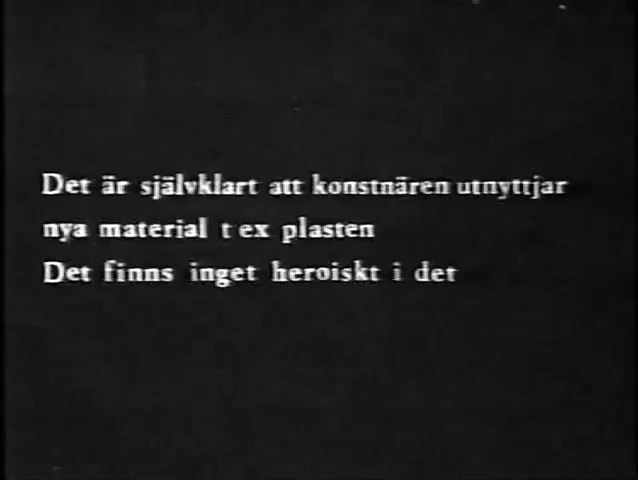 Det är självklart att konstnären utnyttjar
nya material t ex plasten
Det finns inget heroiskt i det